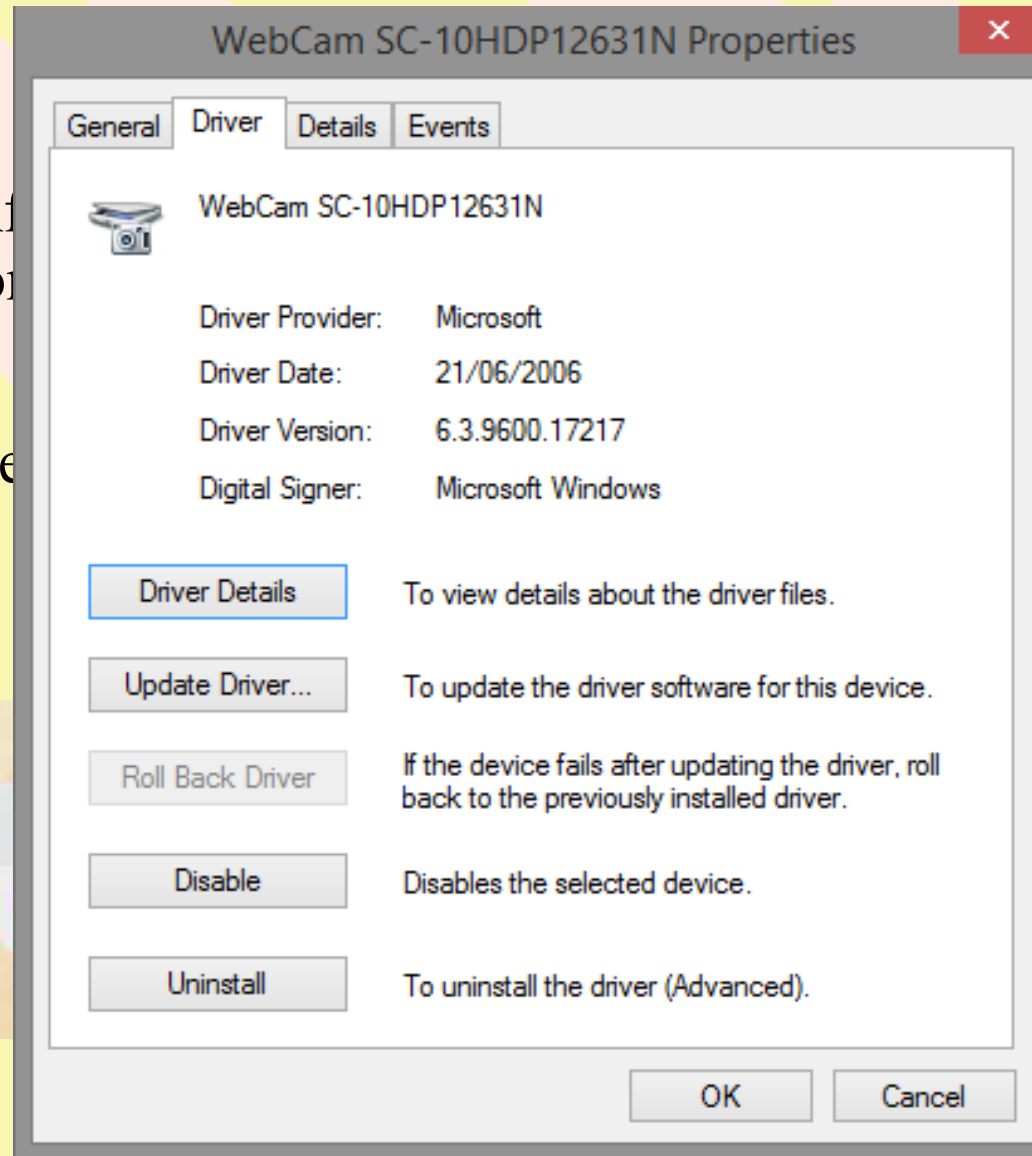 WebCam SC-10HDP12631N Properties
General Driver Details Events
WebCam SC-10HDP12631N
Driver Provider: Microsoft
Driver Date: 21/06/2006
Driver Version: 6.3.9600.17217
Digital Signer: Microsoft Windows
Driver Details To view details about the driver files.
Update Driver... To update the driver software for this device.
Roll Back Driver If the device fails after updating the driver, roll
back to the previously installed driver.
Disable Disables the selected device.
Uninstall To uninstall the driver (Advanced).
OK Cancel